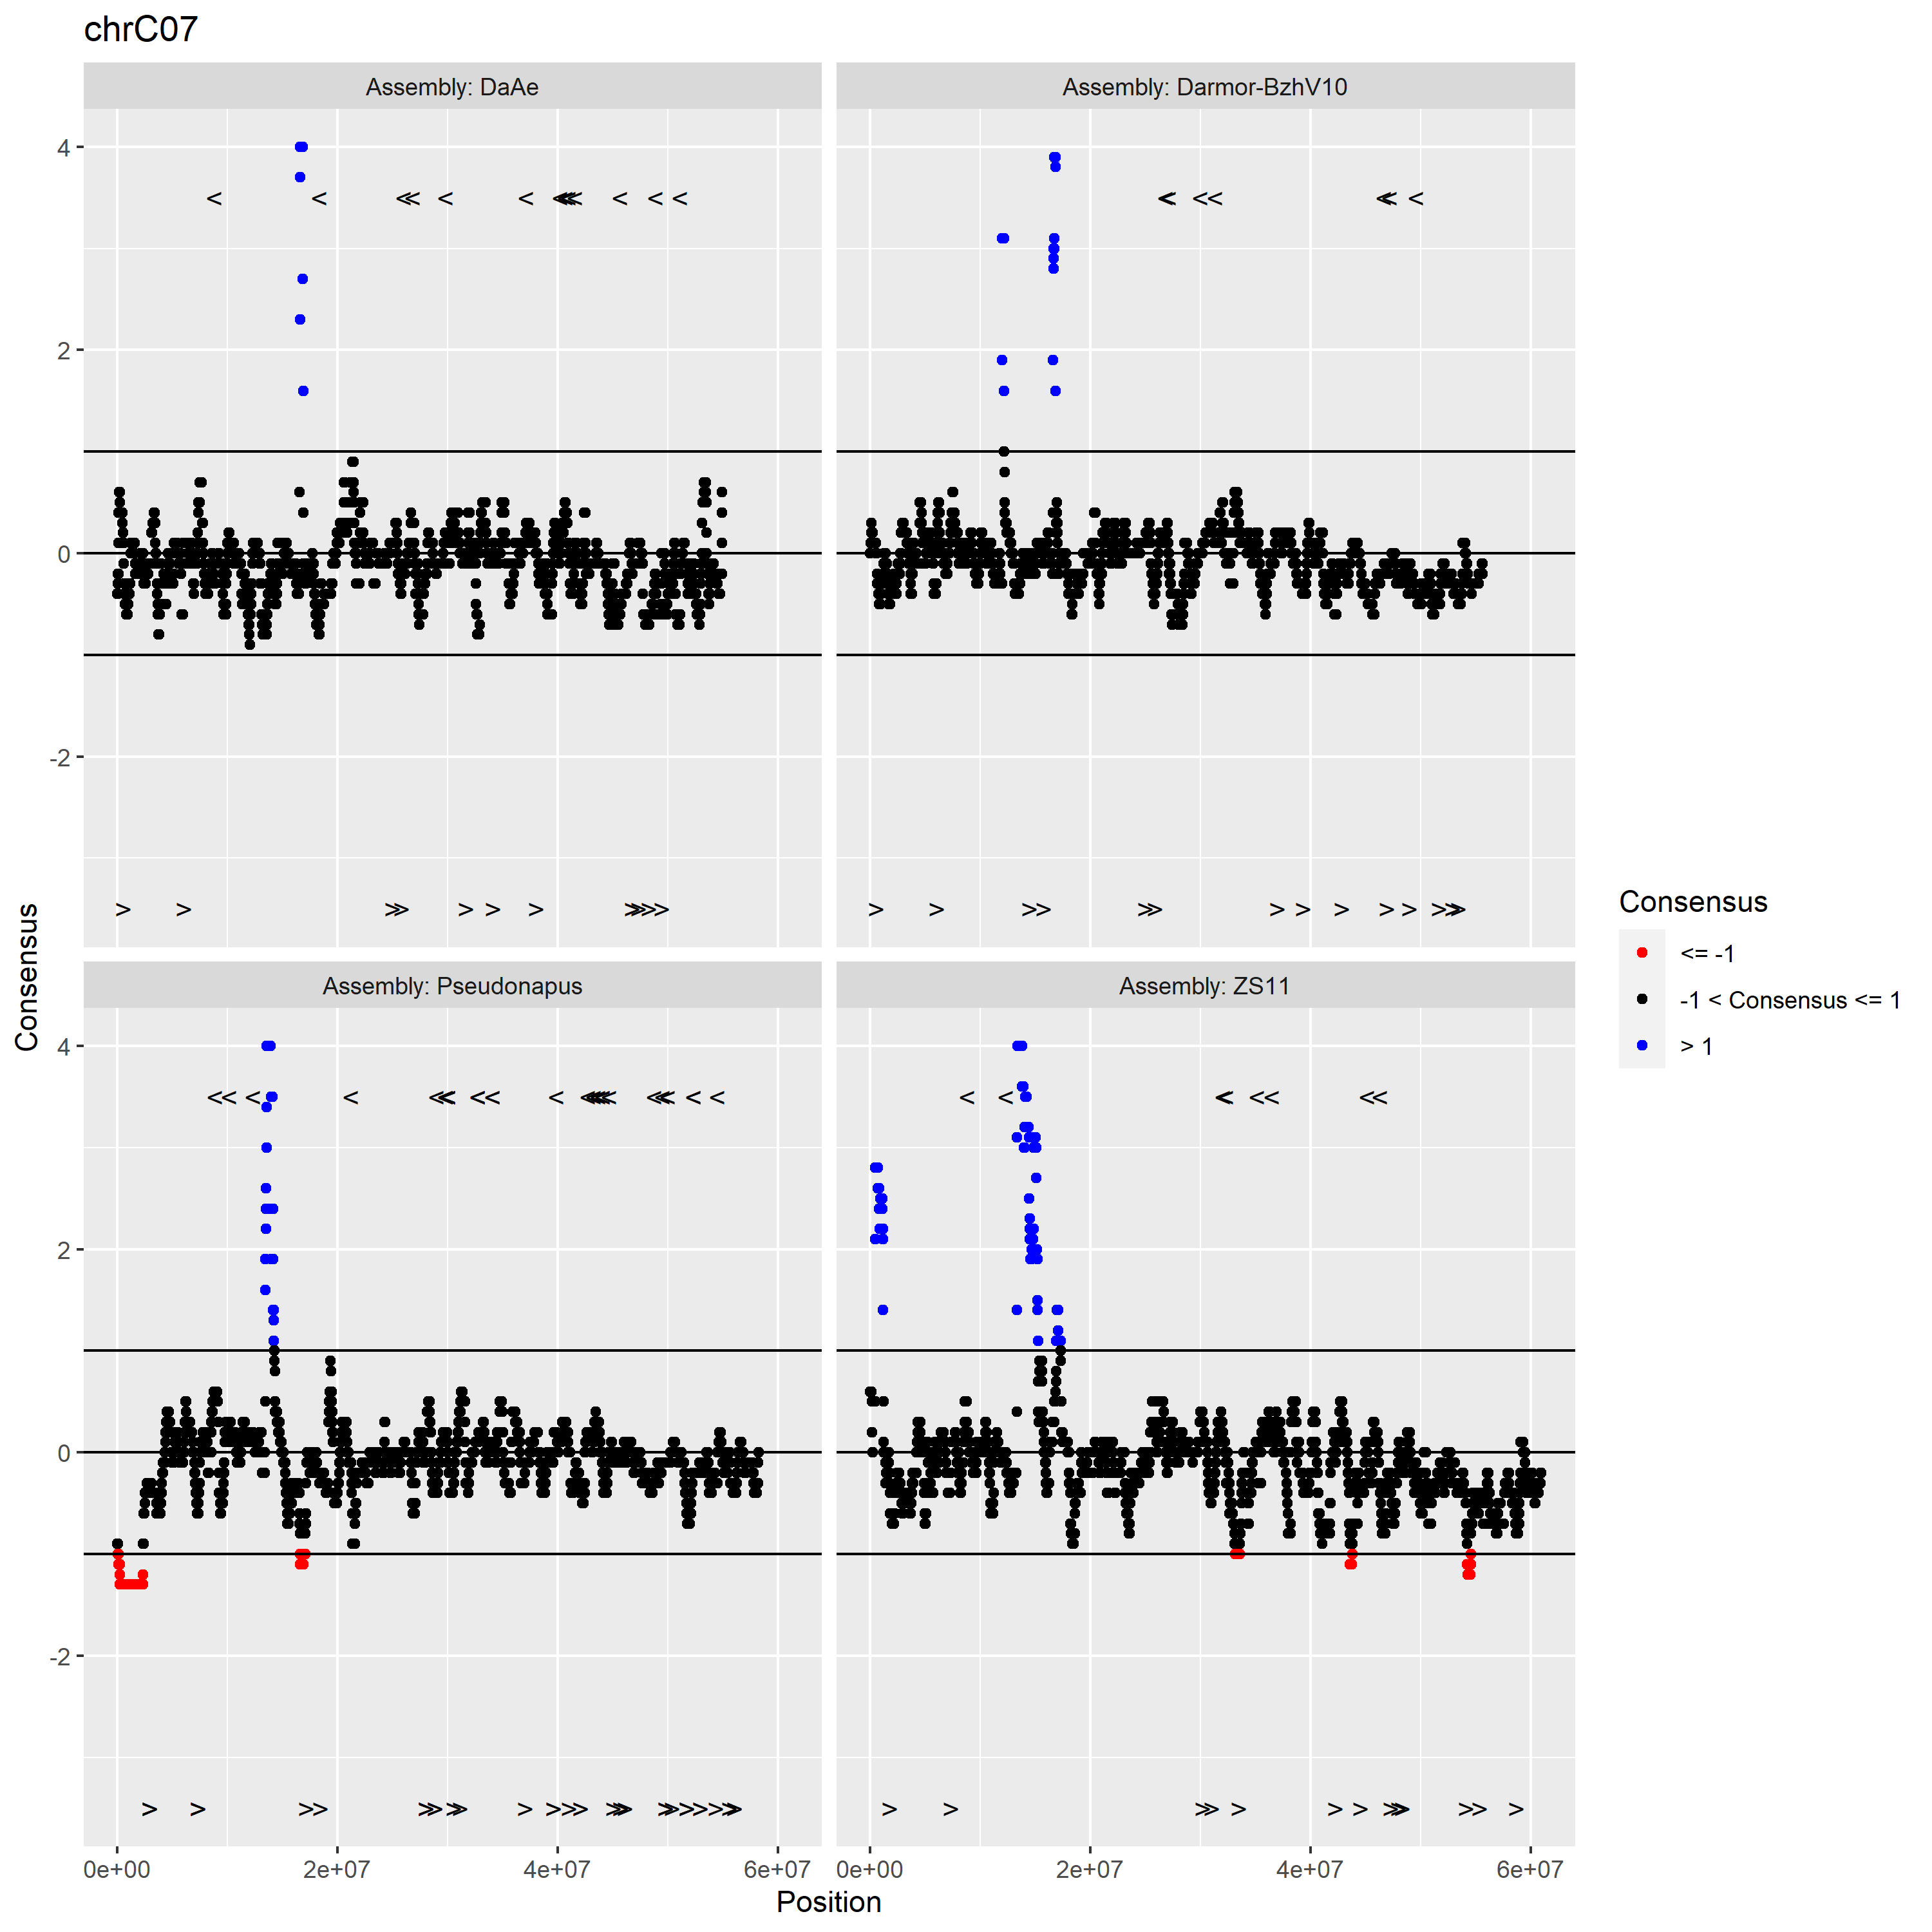 chrC07
Assembly: DaAe
Assembly: Darmor-BzhV10
4
2
0
-2
< < << < < <<<< < < <
<< < < << <
> > >> > > > >>>>
> > >> >> > > > > > >>>
Assembly: Pseudonapus
Assembly: ZS11
4
2
0
-2
Consensus
0e+00 2e+07 4e+07 6e+07
0e+00 2e+07 4e+07 6e+07
Position
Consensus
<= -1
-1 < Consensus <= 1
> 1